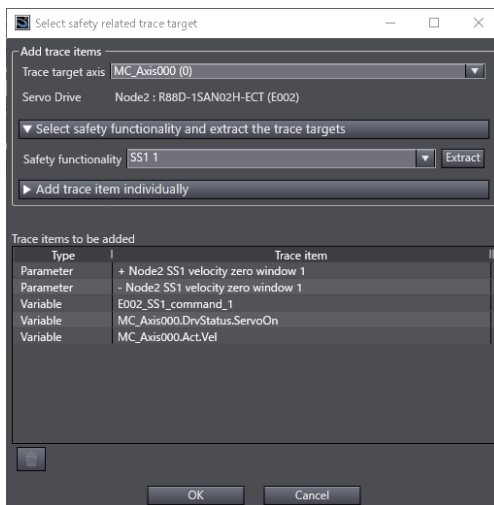 Select safety related trace target
Add trace items
Trace target axis MC_Axis000 (0)
Servo Drive Node2 : R88D-1SAN02H-ECT (E002)
▼ Select safety functionality and extract the trace targets
Safety functionality SS1 1 Extract
▶ Add trace item individually
Trace items to be added
Type Trace item
Parameter + Node2 SS1 velocity zero window 1
Parameter - Node2 SS1 velocity zero window 1
Variable E002_SS1_command_1
Variable MC_Axis000.DrvStatus.ServoOn
Variable MC_Axis000.Act.Vel
OK Cancel